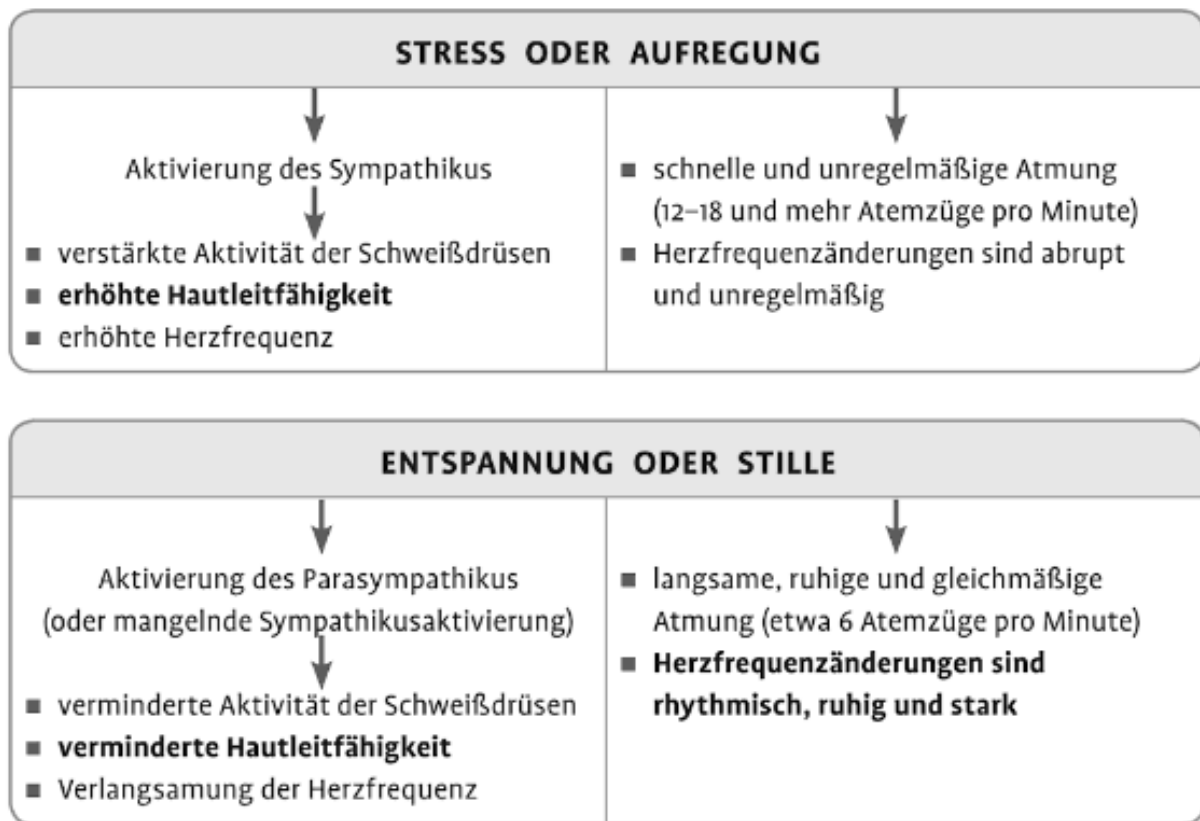 STRESS ODER AUFREGUNG
Aktivierung des Sympathikus
■ verstärkte Aktivität der Schweißdrüsen
■ erhöhte Hautleitfähigkeit
■ erhöhte Herzfrequenz
■ schnelle und unregelmäßige Atmung
(12–18 und mehr Atemzüge pro Minute)
■ Herzfrequenzänderungen sind abrupt
und unregelmäßig
ENTSPANNUNG ODER STILLE
Aktivierung des Parasympathikus
(oder mangelnde Sympathikusaktivierung)
■ verminderte Aktivität der Schweißdrüsen
■ verminderte Hautleitfähigkeit
■ Verlangsamung der Herzfrequenz
■ langsame, ruhige und gleichmäßige
Atmung (etwa 6 Atemzüge pro Minute)
■ Herzfrequenzänderungen sind
rhythmisch, ruhig und stark